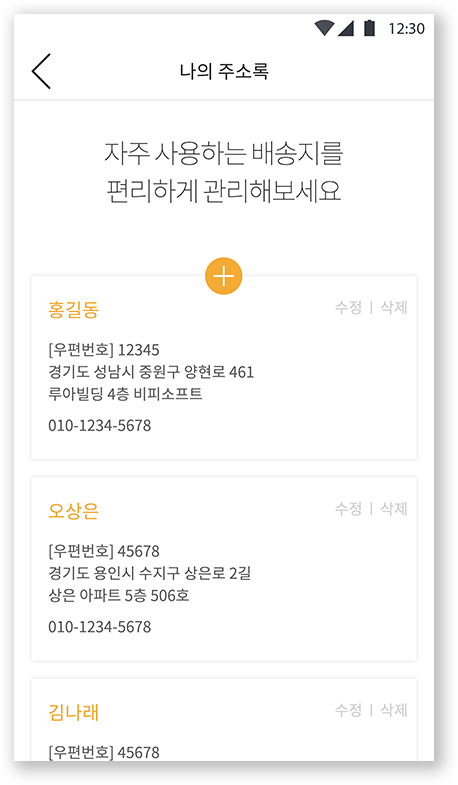 12:30
나의 주소록
자주 사용하는 배송지를
편리하게 관리해보세요
홍길동
수정 | 삭제
[우편번호] 12345
경기도 성남시 중원구 양현로 461
루아빌딩 4층 비피소프트
010-1234-5678
오상은
수정 | 삭제
[우편번호] 45678
경기도 용인시 수지구 상은로 2길
상은 아파트 5층 506호
010-1234-5678
김나래
수정 | 삭제
[우편번호] 45678